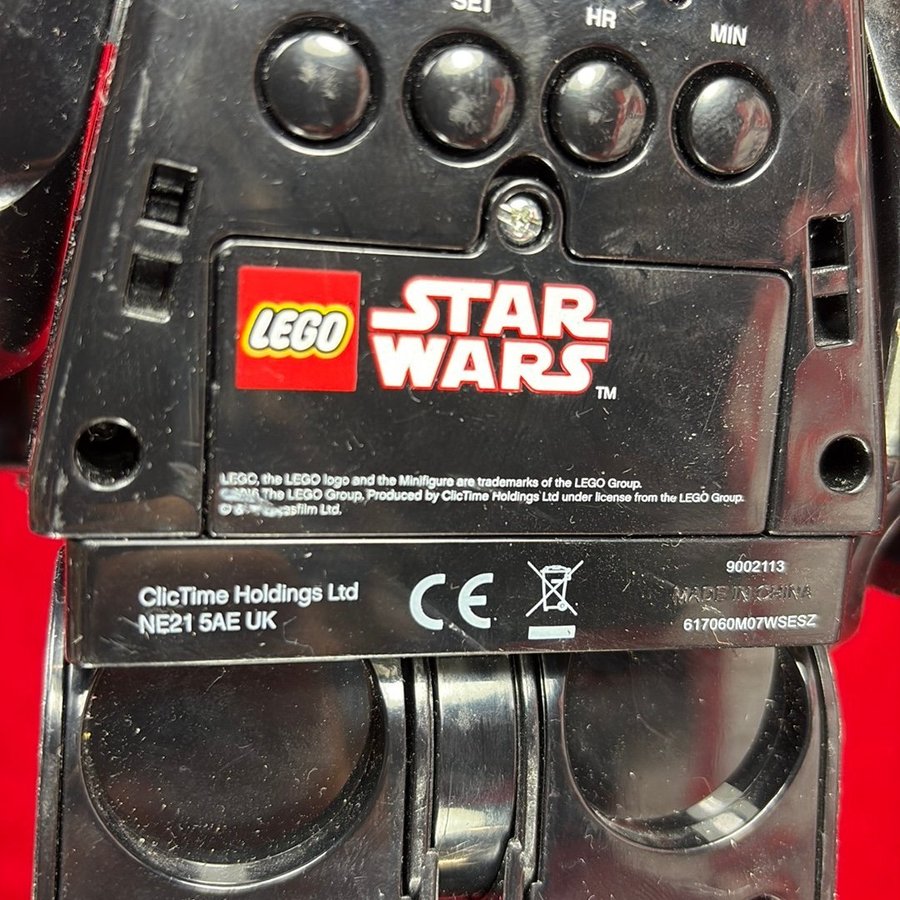 SET
HR
MIN
LEGO
STAR
WARS
TM
LEGO, the LEGO logo and the Minifigure are trademarks of the LEGO Group.
The LEGO Group. Produced by ClicTime Holdings Ltd under license from the LEGO Group.
©
Ltd.
ClicTime Holdings Ltd
NE21 5AE UK
CE
9002113
MADE IN CHINA
617060M07WSESZ